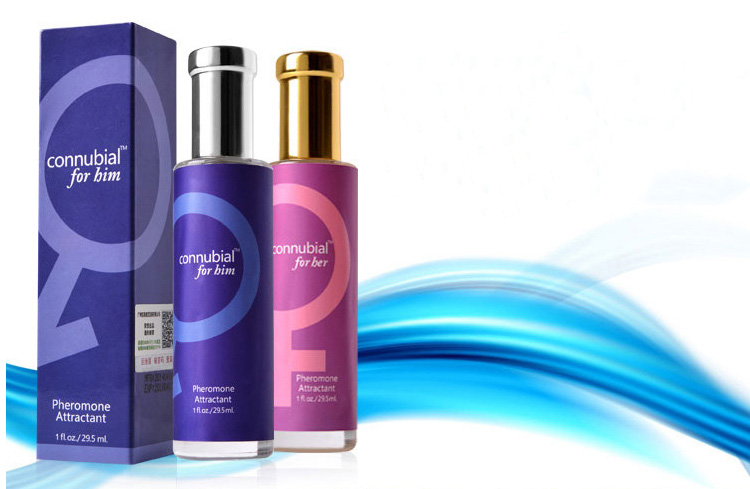 connubial™
for him
Pheromone
Attractant
1 fl.oz./29.5 ml.
connubial™
for him
Pheromone
Attractant
1 fl.oz./29.5ml.
connubial™
for her
Pheromone
Attractant
1 fl.oz./29.5ml.